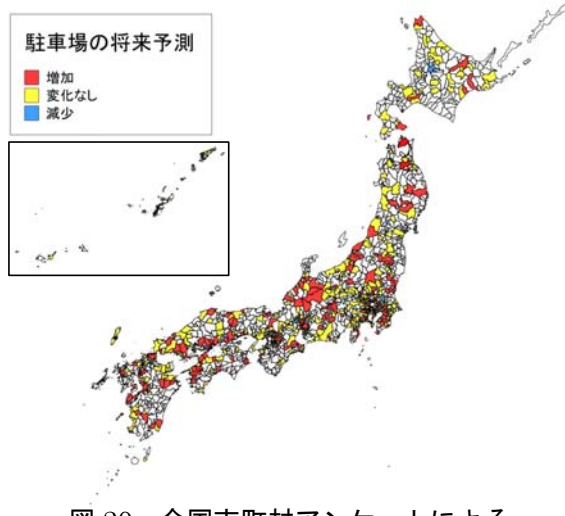 駐車場の将来予測
増加
変化なし
減少
図 20 全国市町村アンケートによる